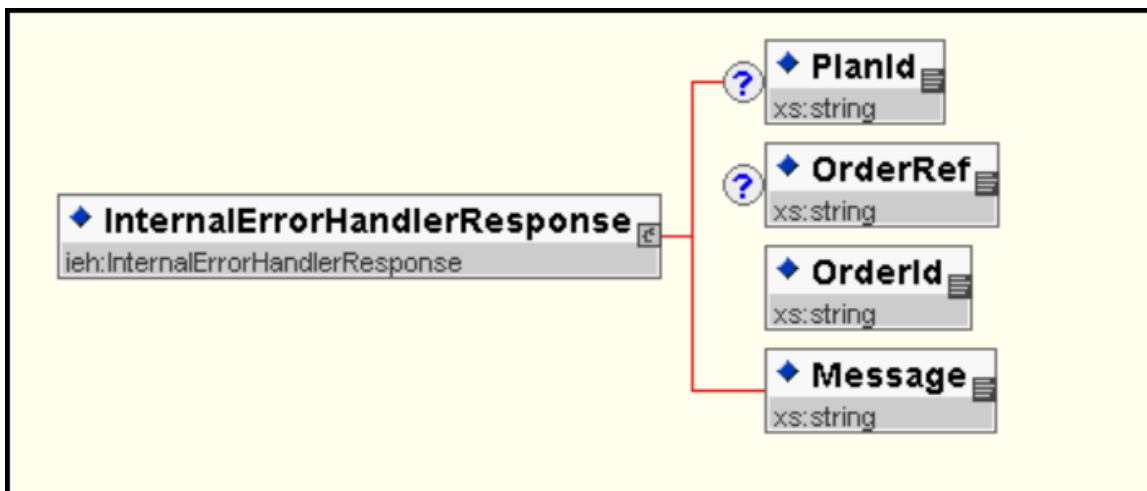 PlanId
?
xs:string
OrderRef
?
xs:string
InternalErrorHandlerResponse
ieh:InternalErrorHandlerResponse
OrderId
xs:string
Message
xs:string